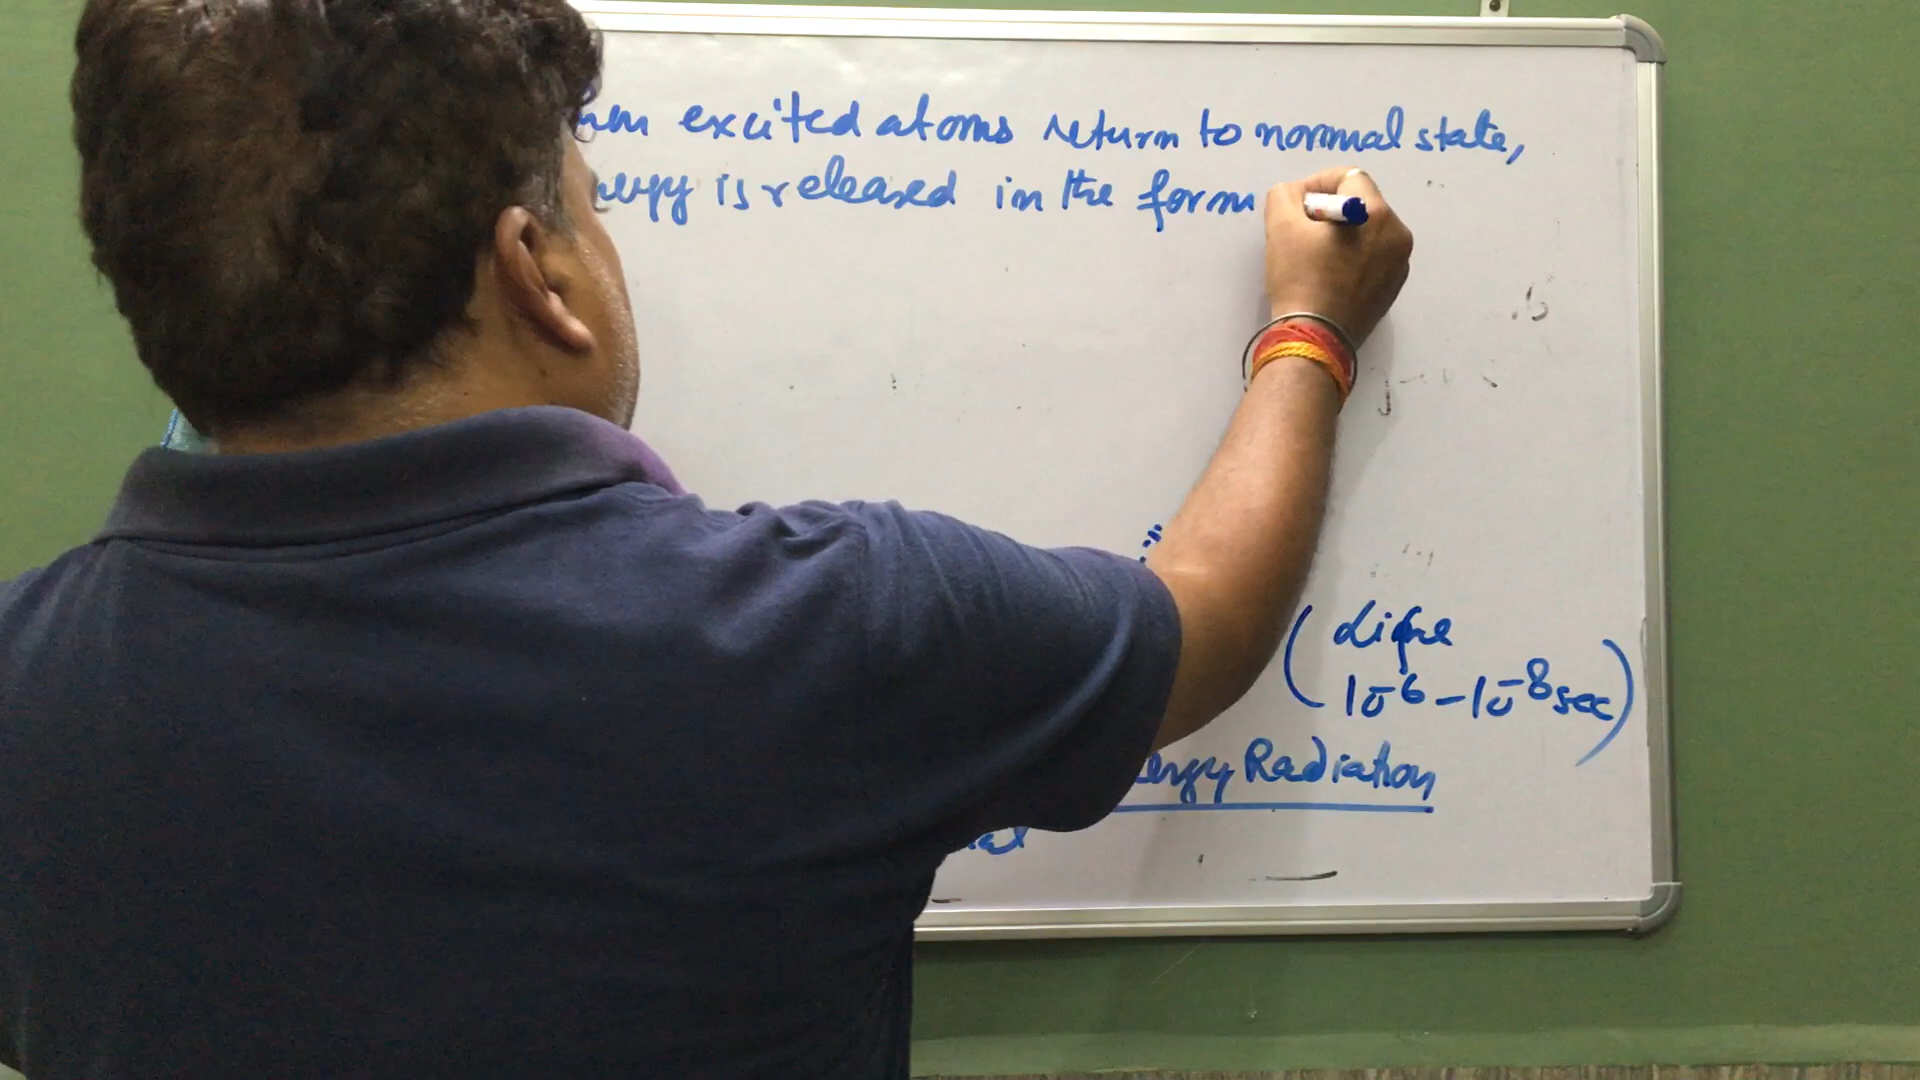 excited atoms return to normal state,
is released in the form
( life
10⁻⁶ - 10⁻⁸ sec )
ergy Radiation